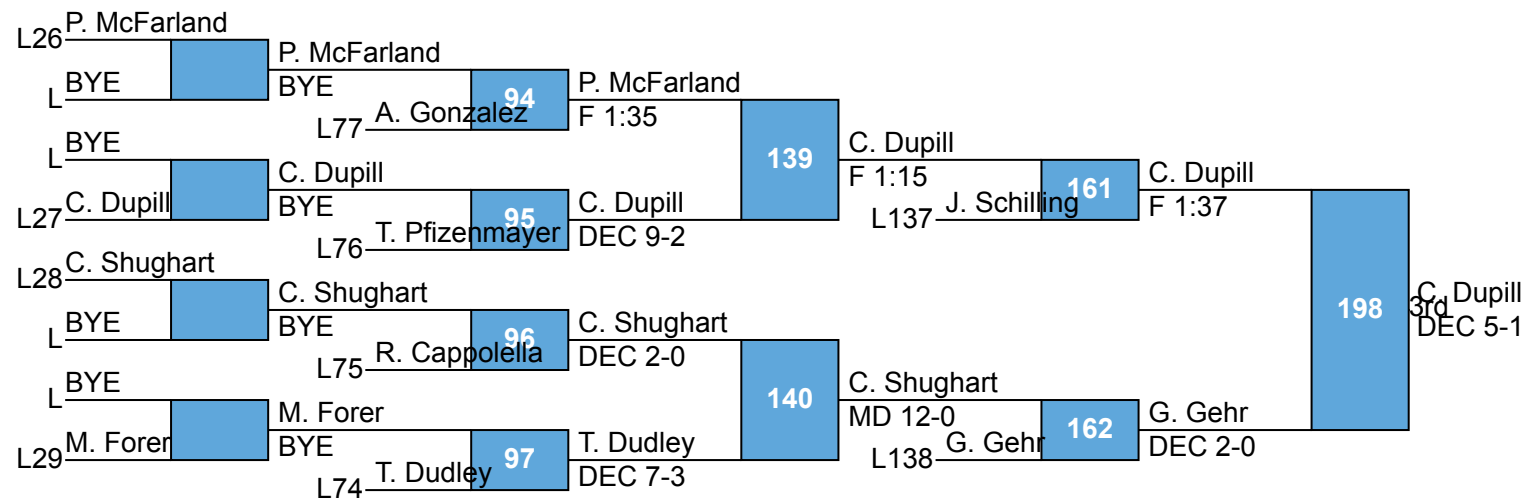 P. McFarland
L26
P. McFarland
BYE
L
BYE
94
P. McFarland
A. Gonzalez
L77
F 1:35
BYE
L
139
C. Dupill
F 1:15
C. Dupill
BYE
C. Dupill
L27
95
C. Dupill
T. Pfizenmayer
L76
DEC 9-2
161
C. Dupill
J. Schilling
L137
F 1:37
C. Shughart
L28
C. Shughart
BYE
BYE
L
96
C. Shughart
R. Cappolella
L75
DEC 2-0
198
C. Dupill
3rd
DEC 5-1
BYE
L
140
C. Shughart
MD 12-0
M. Forer
BYE
M. Forer
L29
97
T. Dudley
T. Dudley
L74
DEC 7-3
162
G. Gehr
G. Gehr
L138
DEC 2-0